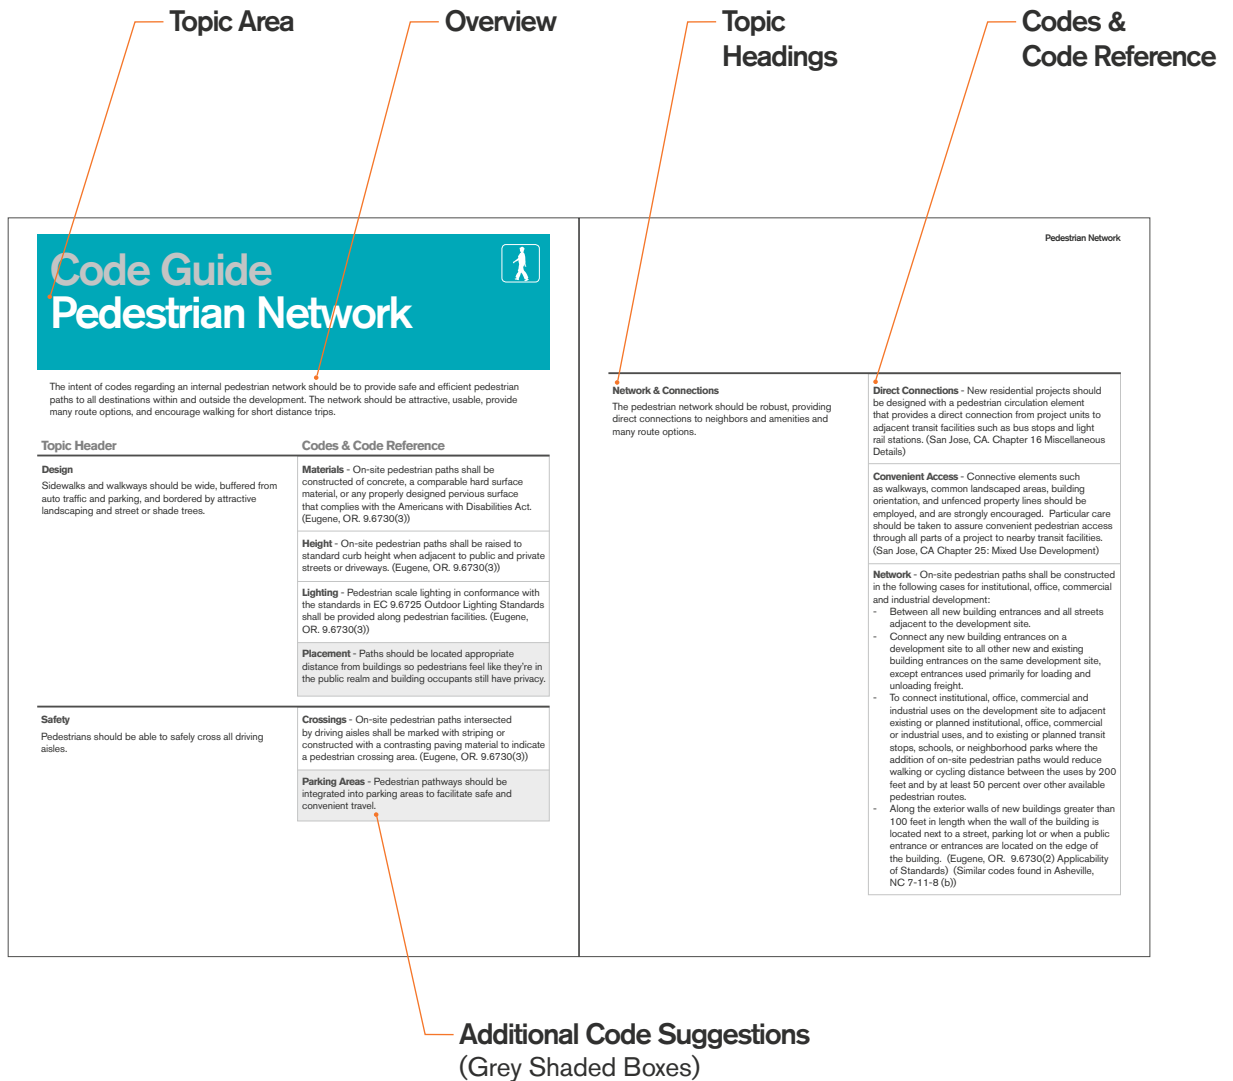 Topic Area
Overview
Topic
Headings
Codes &
Code Reference
Code Guide
Pedestrian Network
The intent of codes regarding an internal pedestrian network should be to provide safe and efficient pedestrian
paths to all destinations within and outside the development. The network should be attractive, usable, provide
many route options, and encourage walking for short distance trips.
Topic Header
Codes & Code Reference
Design
Sidewalks and walkways should be wide, buffered from
auto traffic and parking, and bordered by attractive
landscaping and street or shade trees.
Materials - On-site pedestrian paths shall be
constructed of concrete, a comparable hard surface
material, or any properly designed pervious surface
that complies with the Americans with Disabilities Act.
(Eugene, OR. 9.6730(3))
Height - On-site pedestrian paths shall be raised to
standard curb height when adjacent to public and private
streets or driveways. (Eugene, OR. 9.6730(3))
Lighting - Pedestrian scale lighting in conformance with
the standards in EC 9.6725 Outdoor Lighting Standards
shall be provided along pedestrian facilities. (Eugene,
OR. 9.6730(3))
Placement - Paths should be located appropriate
distance from buildings so pedestrians feel like they're in
the public realm and building occupants still have privacy.
Safety
Pedestrians should be able to safely cross all driving
aisles.
Crossings - On-site pedestrian paths intersected
by driving aisles shall be marked with striping or
constructed with a contrasting paving material to indicate
a pedestrian crossing area. (Eugene, OR. 9.6730(3))
Parking Areas - Pedestrian pathways should be
integrated into parking areas to facilitate safe and
convenient travel.
Pedestrian Network
Network & Connections
The pedestrian network should be robust, providing
direct connections to neighbors and amenities and
many route options.
Direct Connections - New residential projects should
be designed with a pedestrian circulation element
that provides a direct connection from project units to
adjacent transit facilities such as bus stops and light
rail stations. (San Jose, CA. Chapter 16 Miscellaneous
Details)
Convenient Access - Connective elements such
as walkways, common landscaped areas, building
orientation, and unfenced property lines should be
employed, and are strongly encouraged. Particular care
should be taken to assure convenient pedestrian access
through all parts of a project to nearby transit facilities.
(San Jose, CA Chapter 25: Mixed Use Development)
Network - On-site pedestrian paths shall be constructed
in the following cases for institutional, office, commercial
and industrial development:
- Between all new building entrances and all streets
adjacent to the development site.
- Connect any new building entrances on a
development site to all other new and existing
building entrances on the same development site,
except entrances used primarily for loading and
unloading freight.
- To connect institutional, office, commercial and
industrial uses on the development site to adjacent
existing or planned institutional, office, commercial
or industrial uses, and to existing or planned transit
stops, schools, or neighborhood parks where the
addition of on-site pedestrian paths would reduce
walking or cycling distance between the uses by 200
feet and by at least 50 percent over other available
pedestrian routes.
- Along the exterior walls of new buildings greater than
100 feet in length when the wall of the building is
located next to a street, parking lot or when a public
entrance or entrances are located on the edge of
the building. (Eugene, OR. 9.6730(2) Applicability
of Standards) (Similar codes found in Asheville,
NC 7-11-8 (b))
Additional Code Suggestions
(Grey Shaded Boxes)